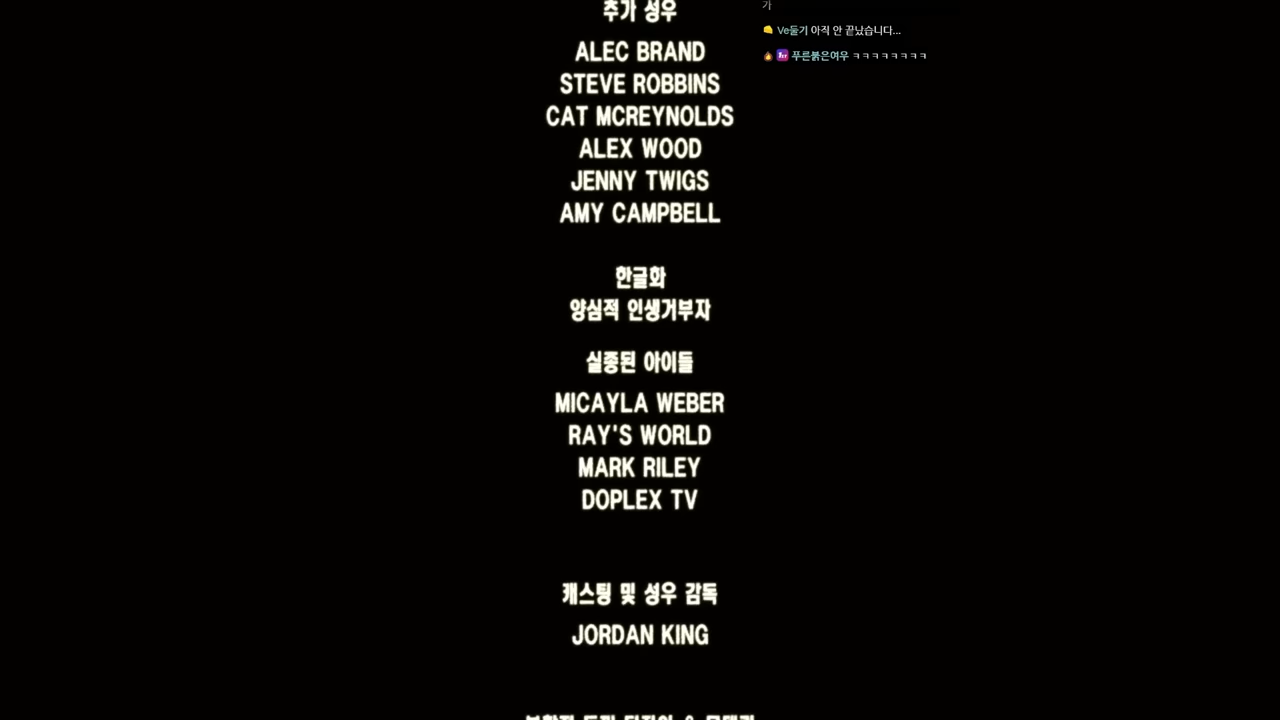 추가 성우
ALEC BRAND
STEVE ROBBINS
CAT MCREYNOLDS
ALEX WOOD
JENNY TWIGS
AMY CAMPBELL
한글화
양심적 인생거부자
실종된 아이들
MICAYLA WEBER
RAY'S WORLD
MARK RILEY
DOPLEX TV
캐스팅 및 성우 감독
JORDAN KING
가
Ve둘기 아직 안 끝났습니다...
푸른붉은여우 ㅋㅋㅋㅋㅋㅋㅋㅋ